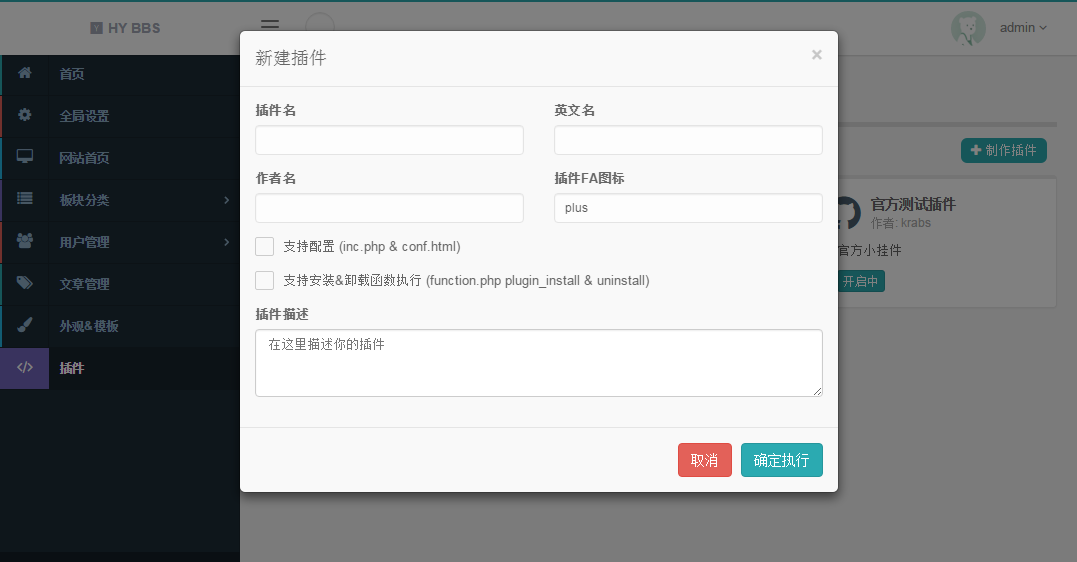 HY BBS
admin
首页
全局设置
网站首页
板块分类
用户管理
文章管理
外观&模板
插件
新建插件
×
插件名
英文名
作者名
插件FA图标
plus
支持配置 (inc.php & conf.html)
支持安装&卸载函数执行 (function.php plugin_install & uninstall)
插件描述
在这里描述你的插件
取消
确定执行
制作插件
官方测试插件
作者: krabs
官方小挂件
开启中